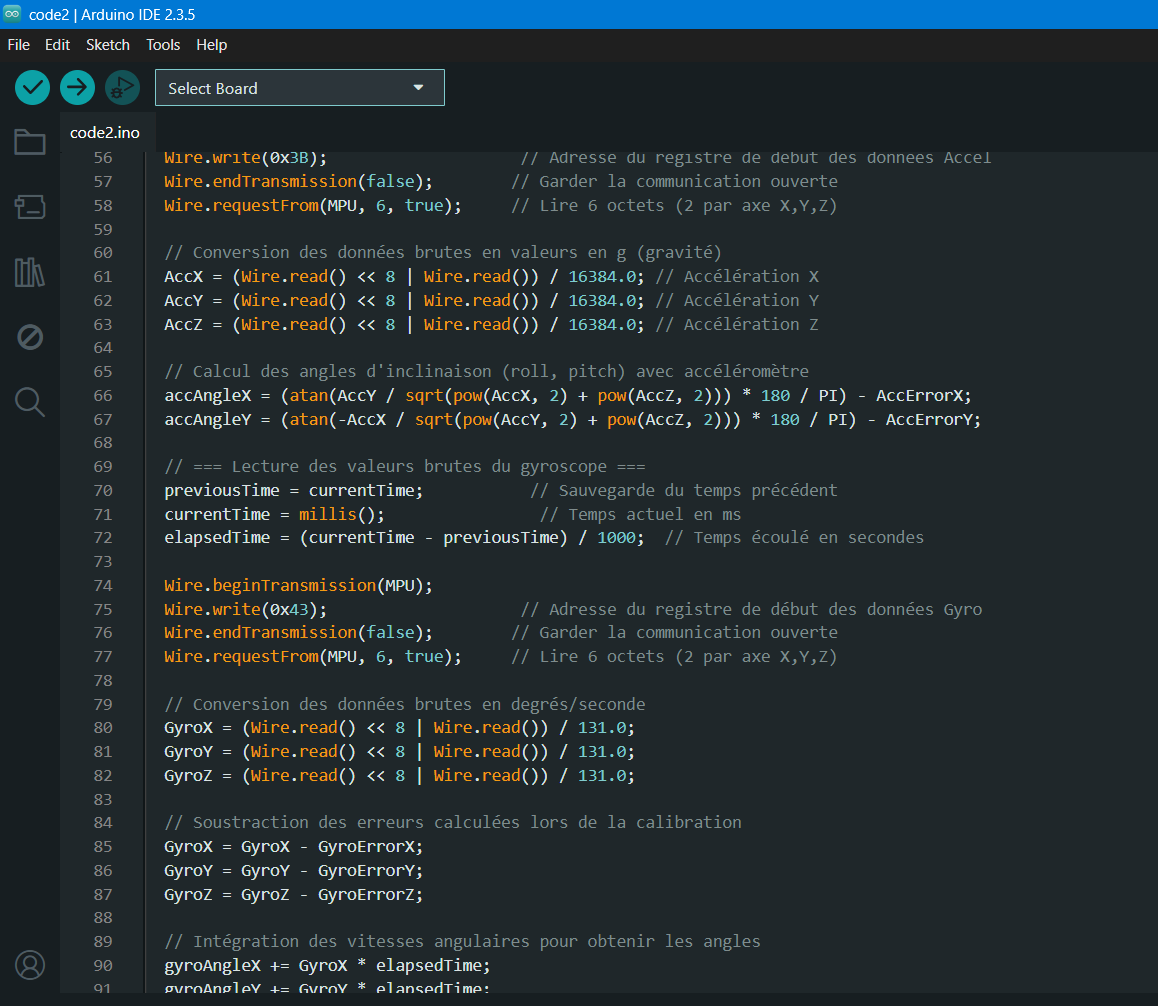 code2 | Arduino IDE 2.3.5
File Edit Sketch Tools Help
Select Board
code2.ino
56 Wire.write(0x3B); // Adresse du registre de début des données Accel
57 Wire.endTransmission(false); // Garder la communication ouverte
58 Wire.requestFrom(MPU, 6, true); // Lire 6 octets (2 par axe X,Y,Z)
59
60 // Conversion des données brutes en valeurs en g (gravité)
61 AccX = (Wire.read() << 8 | Wire.read()) / 16384.0; // Accélération X
62 AccY = (Wire.read() << 8 | Wire.read()) / 16384.0; // Accélération Y
63 AccZ = (Wire.read() << 8 | Wire.read()) / 16384.0; // Accélération Z
64
65 // Calcul des angles d'inclinaison (roll, pitch) avec accéléromètre
66 accAngleX = (atan(AccY / sqrt(pow(AccX, 2) + pow(AccZ, 2))) * 180 / PI) - AccErrorX;
67 accAngleY = (atan(-AccX / sqrt(pow(AccY, 2) + pow(AccZ, 2))) * 180 / PI) - AccErrorY;
68
69 // === Lecture des valeurs brutes du gyroscope ===
70 previousTime = currentTime; // Sauvegarde du temps précédent
71 currentTime = millis(); // Temps actuel en ms
72 elapsedTime = (currentTime - previousTime) / 1000; // Temps écoulé en secondes
73
74 Wire.beginTransmission(MPU);
75 Wire.write(0x43); // Adresse du registre de début des données Gyro
76 Wire.endTransmission(false); // Garder la communication ouverte
77 Wire.requestFrom(MPU, 6, true); // Lire 6 octets (2 par axe X,Y,Z)
78
79 // Conversion des données brutes en degrés/seconde
80 GyroX = (Wire.read() << 8 | Wire.read()) / 131.0;
81 GyroY = (Wire.read() << 8 | Wire.read()) / 131.0;
82 GyroZ = (Wire.read() << 8 | Wire.read()) / 131.0;
83
84 // Soustraction des erreurs calculées lors de la calibration
85 GyroX = GyroX - GyroErrorX;
86 GyroY = GyroY - GyroErrorY;
87 GyroZ = GyroZ - GyroErrorZ;
88
89 // Intégration des vitesses angulaires pour obtenir les angles
90 gyroAngleX += GyroX * elapsedTime;
91 gyroAngleY += GyroY * elapsedTime;